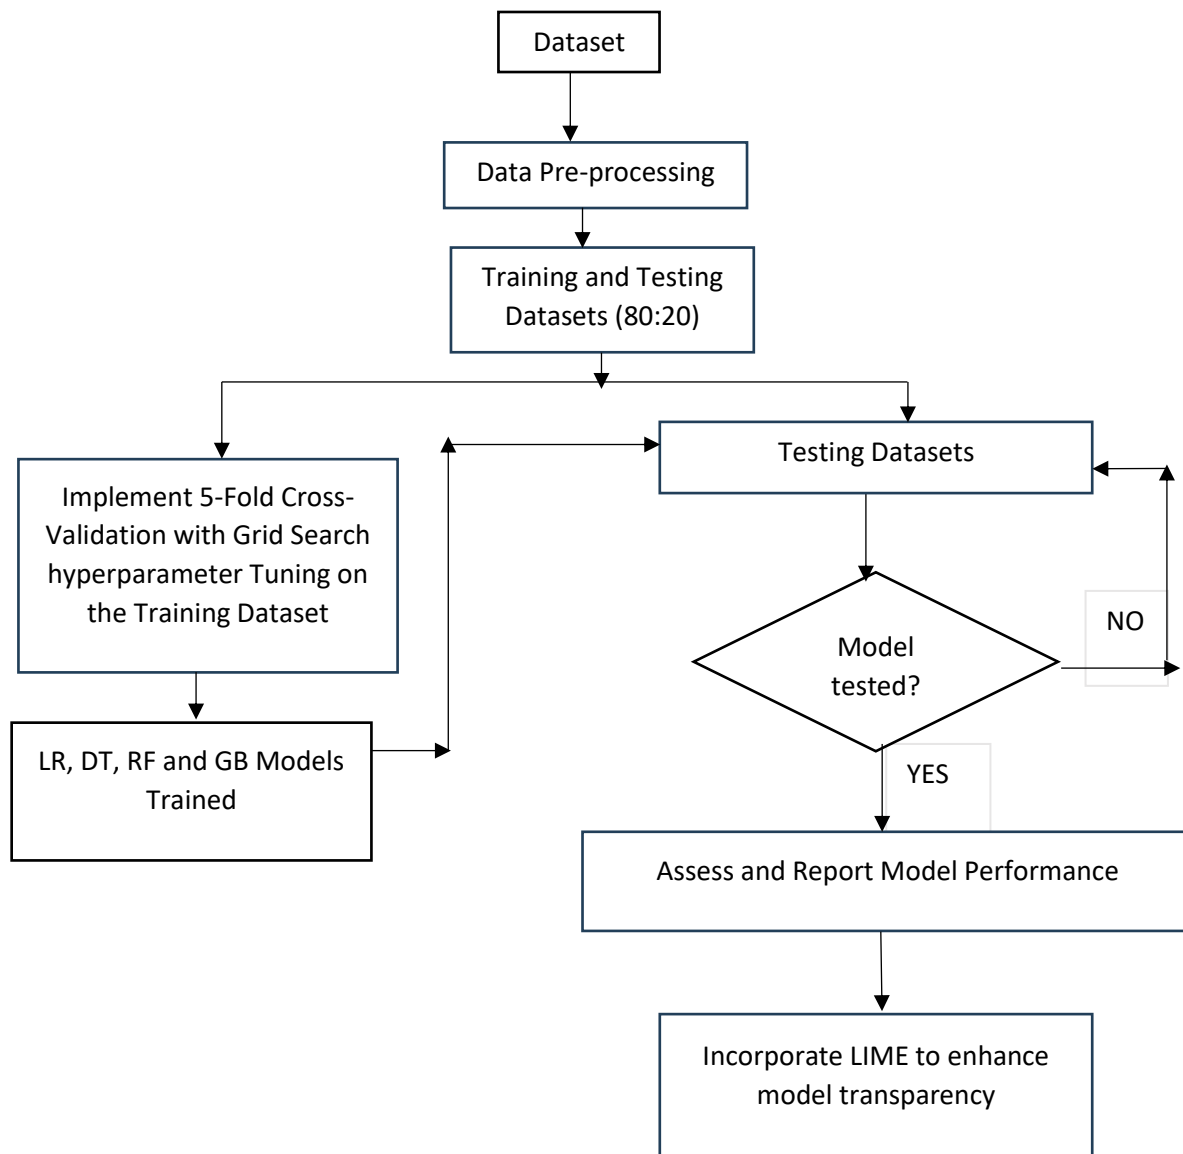 Dataset
Data Pre-processing
Training and Testing
Datasets (80:20)
Testing Datasets
Implement 5-Fold Cross-
Validation with Grid Search
hyperparameter Tuning on
the Training Dataset
NO
Model
tested?
LR, DT, RF and GB Models
Trained
YES
Assess and Report Model Performance
Incorporate LIME to enhance
model transparency